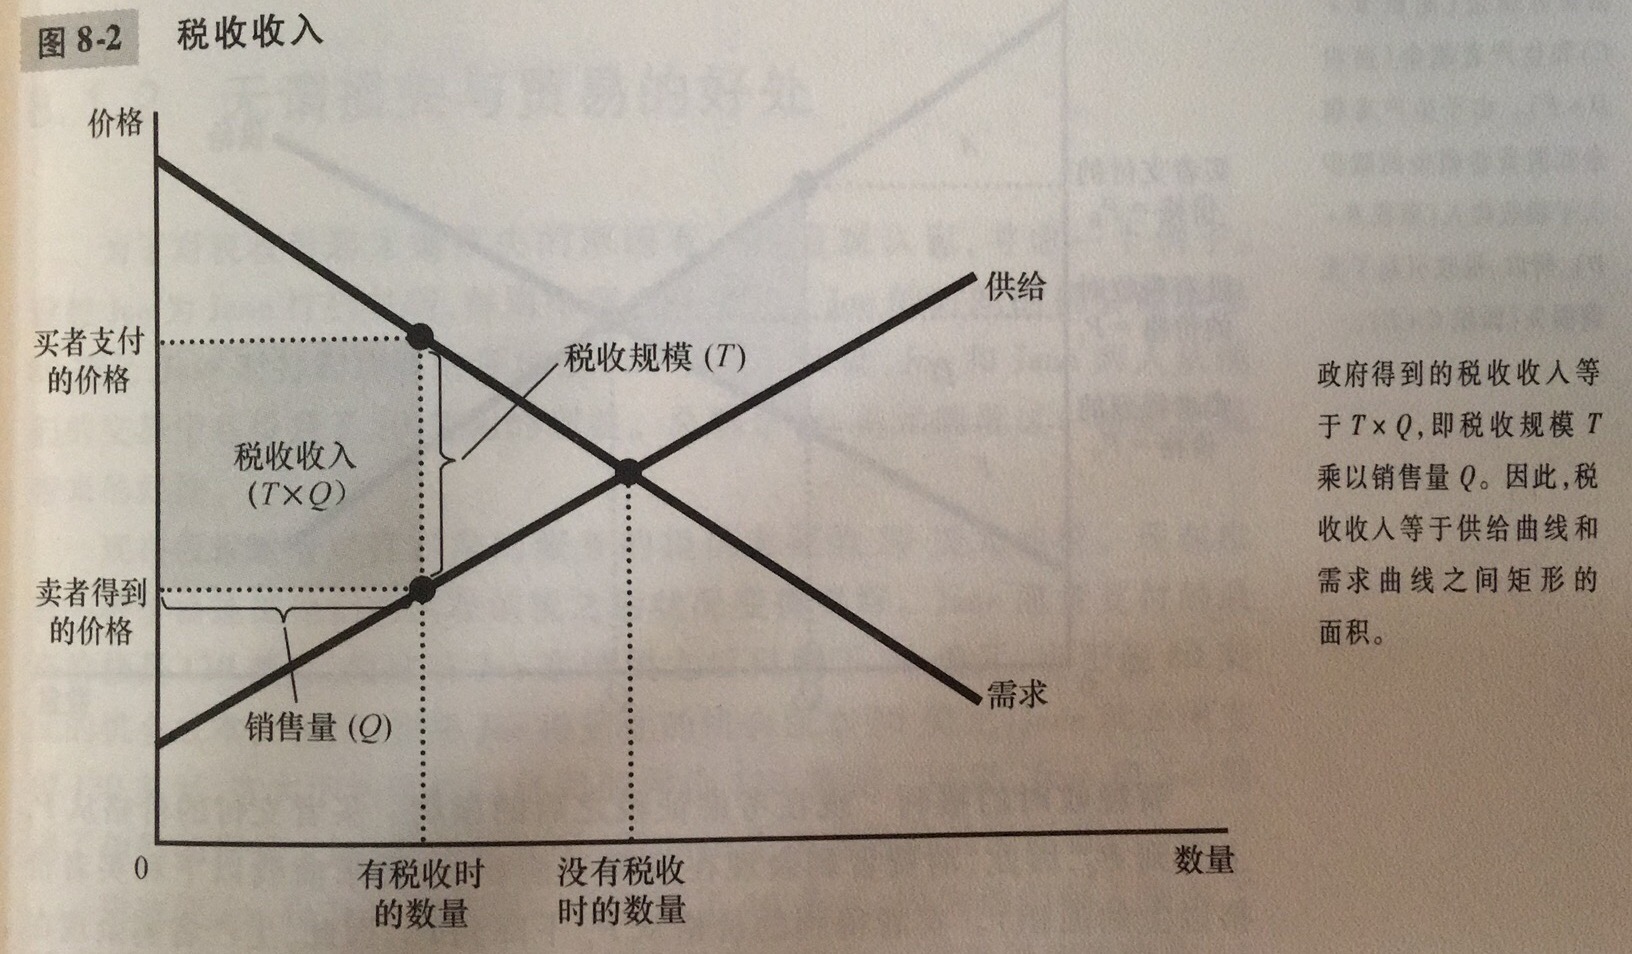 图 8-2 税收收入
价格
供给
买者支付
的价格
税收规模 (T)
税收收入
(T×Q)
卖者得到
的价格
销售量 (Q)
需求
0
有税收时
的数量
没有税收
时的数量
数量
政府得到的税收收入等
于 T×Q,即税收规模 T
乘以销售量 Q。因此,税
收收入等于供给曲线和
需求曲线之间矩形的
面积。